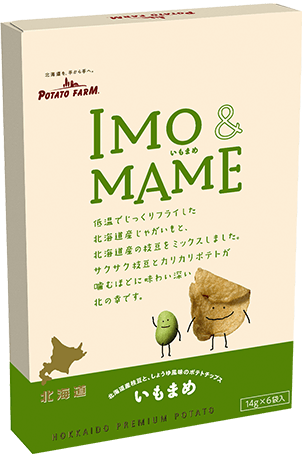 北海道を、手から手へ。
POTATO FARM
IMO &
いもまめ
MAME
低温でじっくりフライした
北海道産じゃがいもと、
北海道産の枝豆をミックスしました。
サクサク枝豆とカリカリポテトが
噛むほどに味わい深い
北の幸です。
北海道産枝豆と、しょうゆ風味のポテトチップス
いもまめ
北海道
14g×6袋入
HOKKAIDO PREMIUM POTATO